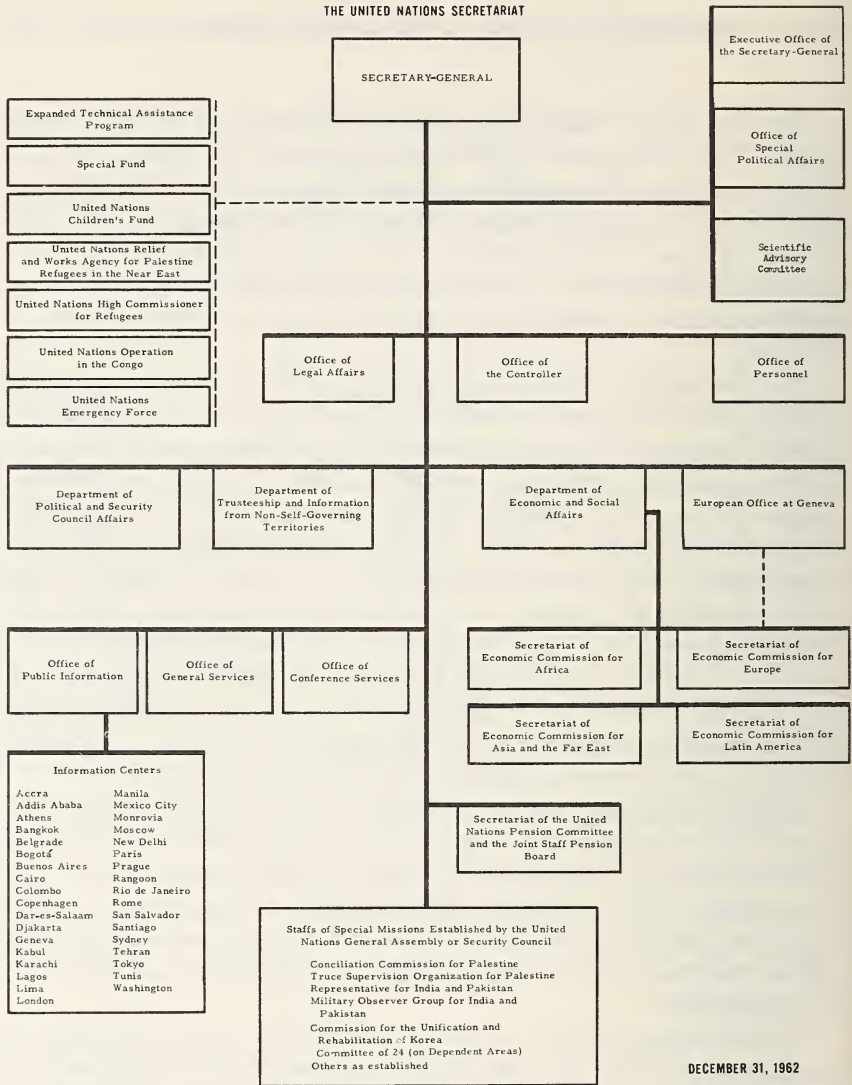 THE UNITED NATIONS SECRETARIAT
SECRETARY-GENERAL
Executive Office of
the Secretary-General
Office of
Special
Political Affairs
Scientific
Advisory
Committee
Expanded Technical Assistance
Program
Special Fund
United Nations
Children's Fund
United Nations Relief
and Works Agency for Palestine
Refugees in the Near East
United Nations High Commissioner
for Refugees
United Nations Operation
in the Congo
United Nations
Emergency Force
Office of
Legal Affairs
Office of
the Controller
Office of
Personnel
Department of
Political and Security
Council Affairs
Department of
Trusteeship and Information
from Non-Self-Governing
Territories
Department of
Economic and Social
Affairs
European Office at Geneva
Office of
Public Information
Office of
General Services
Office of
Conference Services
Secretariat of
Economic Commission for
Africa
Secretariat of
Economic Commission for
Europe
Secretariat of
Economic Commission for
Asia and the Far East
Secretariat of
Economic Commission for
Latin America
Information Centers
Accra
Addis Ababa
Athens
Bangkok
Belgrade
Bogotá
Buenos Aires
Cairo
Colombo
Copenhagen
Dar-es-Salaam
Djakarta
Geneva
Kabul
Karachi
Lagos
Lima
London
Manila
Mexico City
Monrovia
Moscow
New Delhi
Paris
Prague
Rangoon
Rio de Janeiro
Rome
San Salvador
Santiago
Sydney
Tehran
Tokyo
Tunis
Washington
Secretariat of the United
Nations Pension Committee
and the Joint Staff Pension
Board
Staffs of Special Missions Established by the United
Nations General Assembly or Security Council
Conciliation Commission for Palestine
Truce Supervision Organization for Palestine
Representative for India and Pakistan
Military Observer Group for India and
Pakistan
Commission for the Unification and
Rehabilitation of Korea
Committee of 24 (on Dependent Areas)
Others as established
DECEMBER 31, 1962